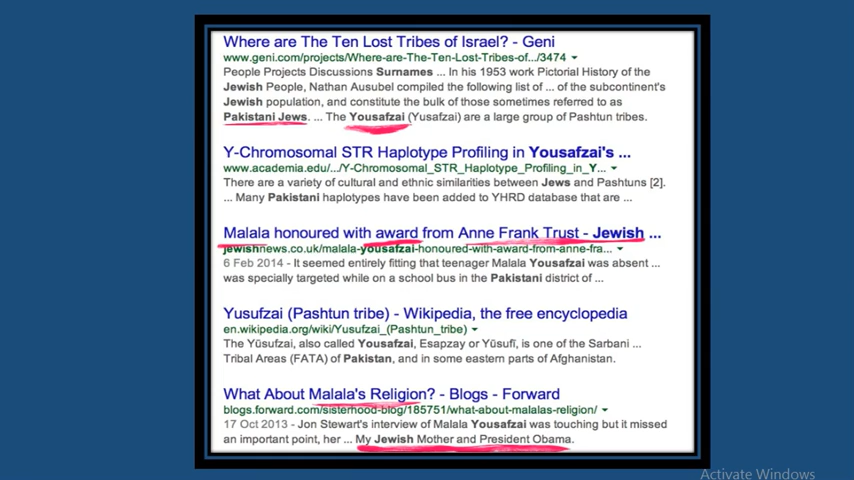 Where are The Ten Lost Tribes of Israel? - Geni
www.geni.com/projects/Where-are-The-Ten-Lost-Tribes-of.../3474
People Projects Discussions Surnames ... In his 1953 work Pictorial History of the
Jewish People, Nathan Ausubel compiled the following list of ... of the subcontinent's
Jewish population, and constitute the bulk of those sometimes referred to as
Pakistani Jews. ... The Yousafzai (Yusafzai) are a large group of Pashtun tribes.
Y-Chromosomal STR Haplotype Profiling in Yousafzai's ...
www.academia.edu/.../Y-Chromosomal_STR_Haplotype_Profiling_in_Y...
There are a variety of cultural and ethnic similarities between Jews and Pashtuns [2].
... Many Pakistani haplotypes have been added to YHRD database that are ...
Malala honoured with award from Anne Frank Trust - Jewish ...
jewishnews.co.uk/malala-yousafzai-honoured-with-award-from-anne-fra...
6 Feb 2014 - It seemed entirely fitting that teenager Malala Yousafzai was absent ...
was specially targeted while on a school bus in the Pakistani district of ...
Yusufzai (Pashtun tribe) - Wikipedia, the free encyclopedia
en.wikipedia.org/wiki/Yusufzai_(Pashtun_tribe)
The Yūsufzai, also called Yousafzai, Esapzay or Yūsufī, is one of the Sarbani ...
Tribal Areas (FATA) of Pakistan, and in some eastern parts of Afghanistan.
What About Malala's Religion? - Blogs - Forward
blogs.forward.com/sisterhood-blog/185751/what-about-malalas-religion/
17 Oct 2013 - Jon Stewart's interview of Malala Yousafzai was touching but it missed
an important point, her ... My Jewish Mother and President Obama.
Activate Windows